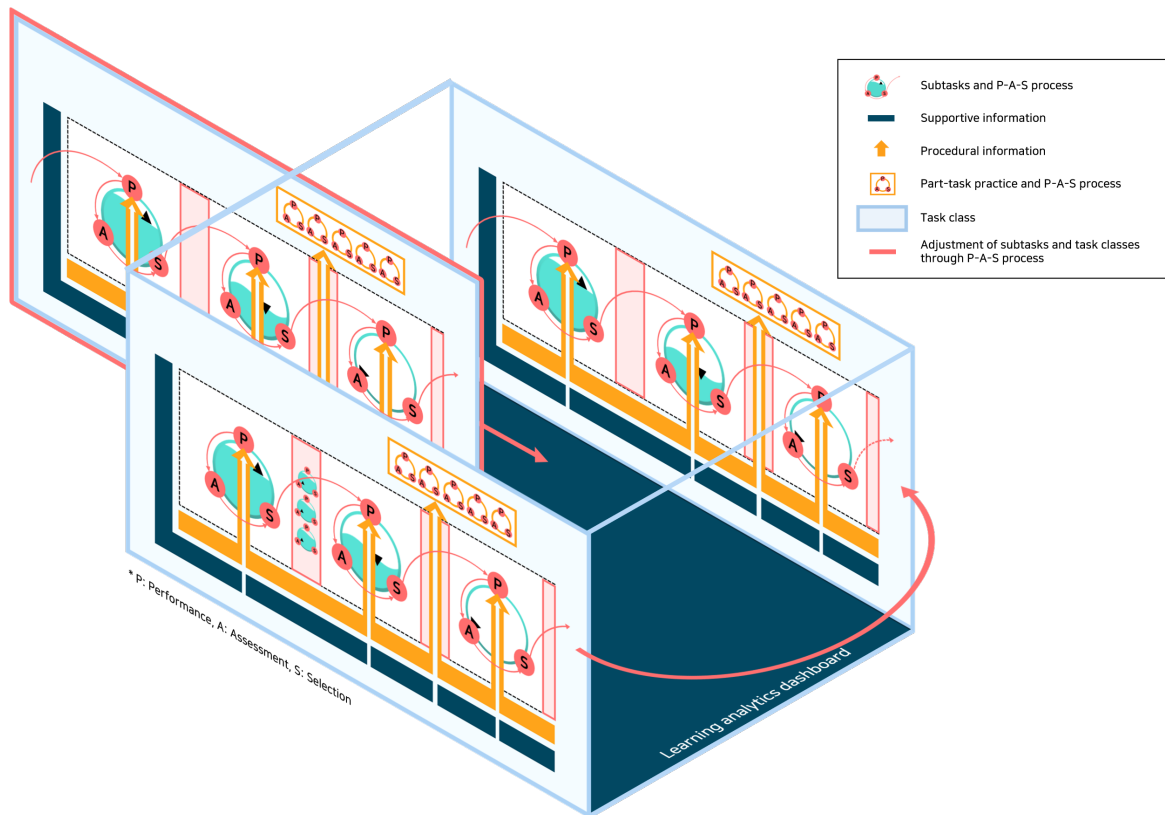 Subtasks and P-A-S process
Supportive information
Procedural information
Part-task practice and P-A-S process
Task class
Adjustment of subtasks and task classes
through P-A-S process
P
A
S
P
A
S
P
A
S
P
A
S
P
A
S
P
A
S
P
A
S
P
A
S
P
A
S
P P P P P
A S A S A S A S A S
P P P P P
A S A S A S A S A S
P P P P P
A S A S A S A S A S
* P: Performance, A: Assessment, S: Selection
Learning analytics dashboard